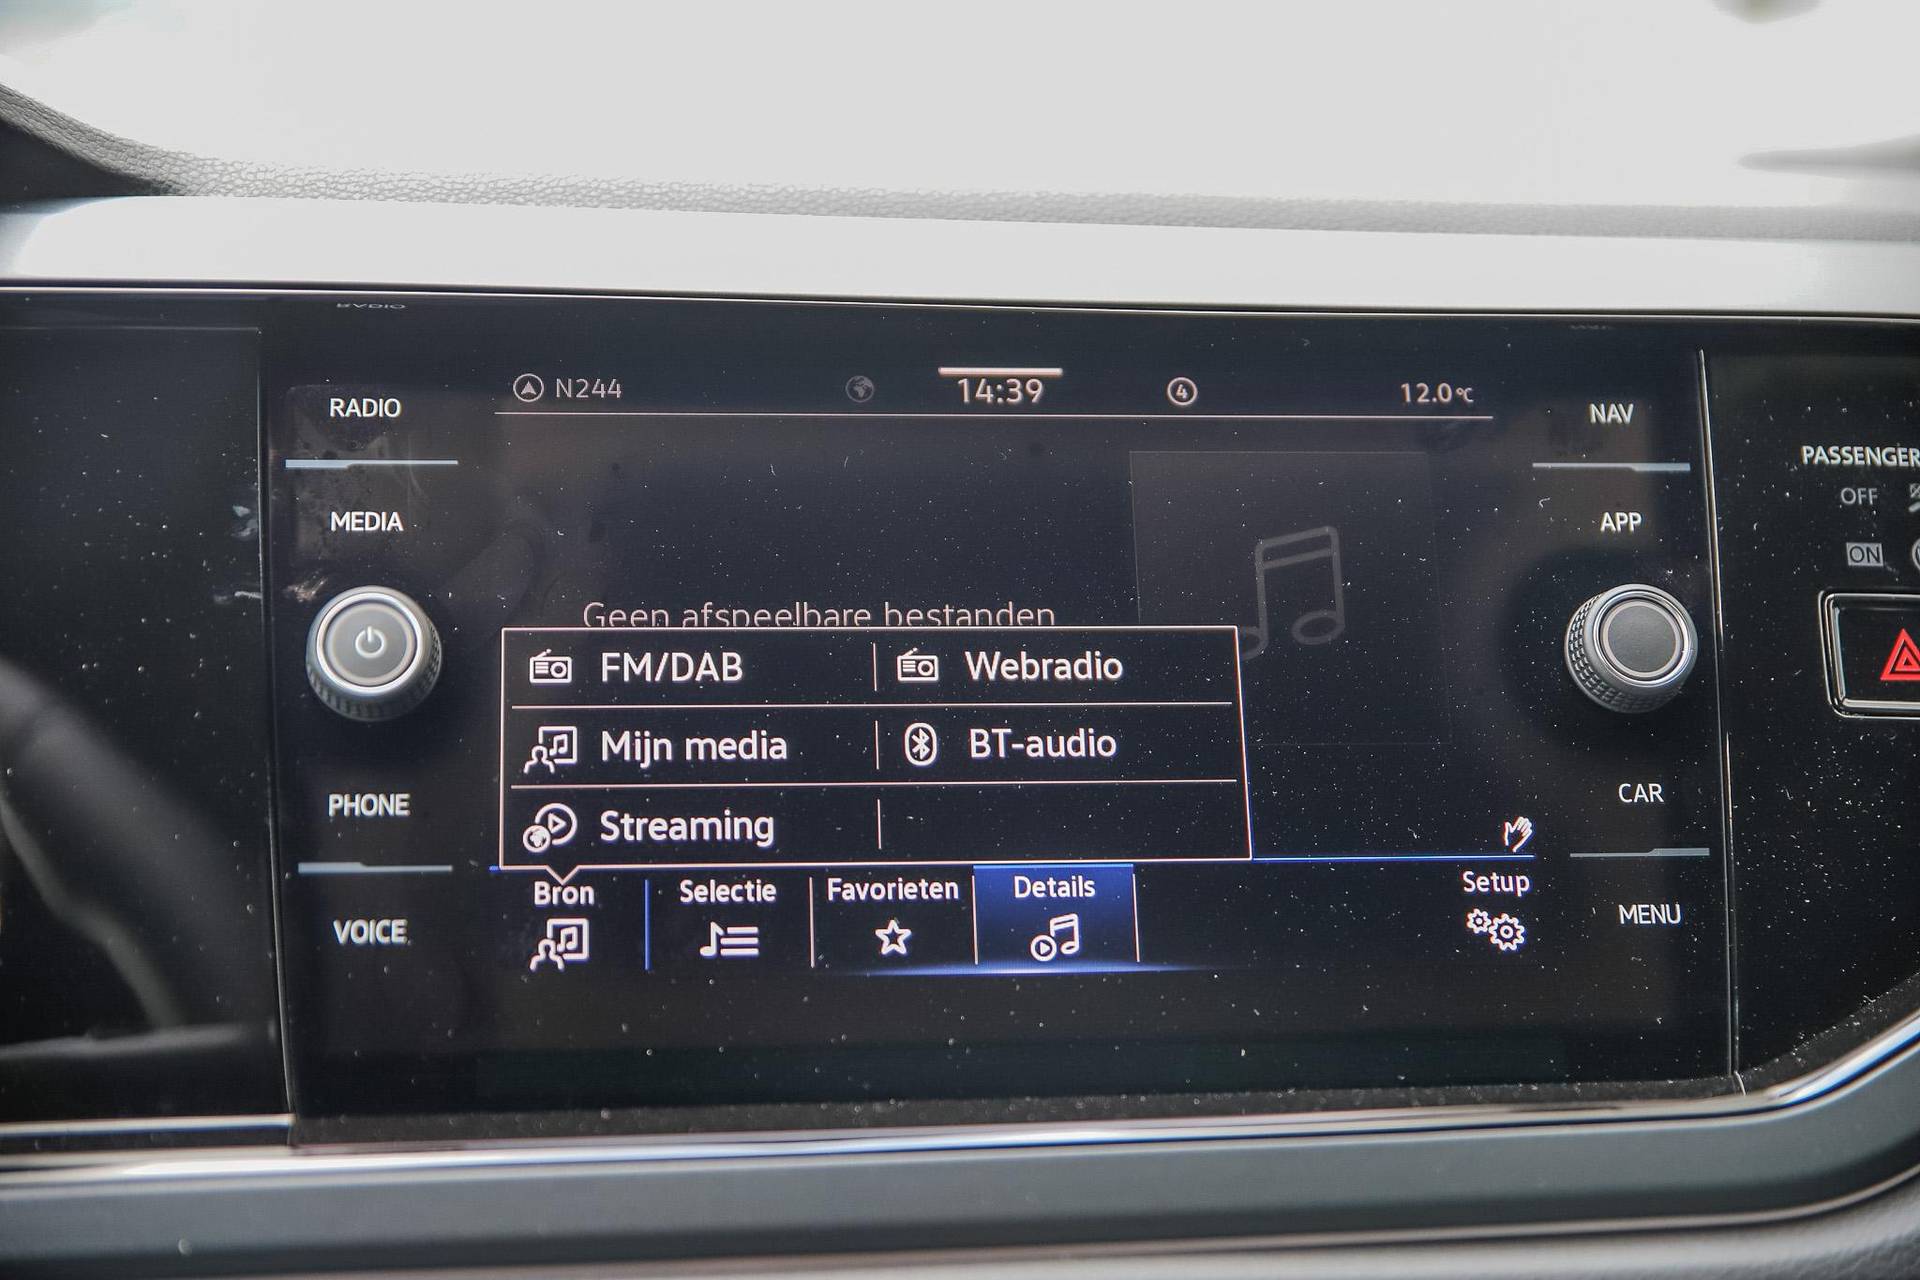 RADIO
N244
14:39
4
12.0°C
NAV
PASSENGER
OFF
ON
MEDIA
APP
Geen afspeelbare bestanden
FM/DAB
Webradio
Mijn media
BT-audio
Streaming
PHONE
CAR
Bron
Selectie
Favorieten
Details
Setup
VOICE
MENU